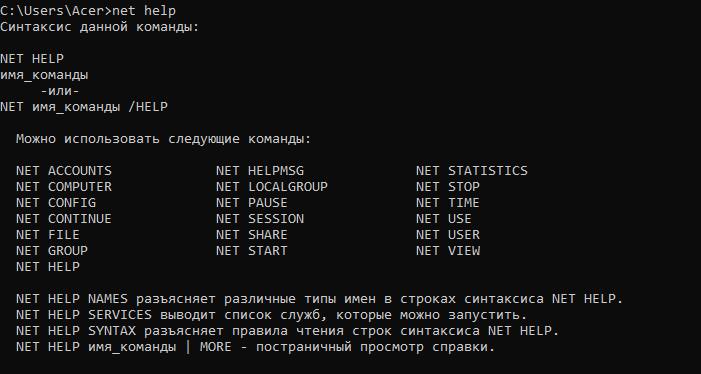 C:\Users\Acer>net help
Синтаксис данной команды:
NET HELP
имя_команды
-или-
NET имя_команды /HELP
Можно использовать следующие команды:
NET ACCOUNTS NET HELPMSG NET STATISTICS
NET COMPUTER NET LOCALGROUP NET STOP
NET CONFIG NET PAUSE NET TIME
NET CONTINUE NET SESSION NET USE
NET FILE NET SHARE NET USER
NET GROUP NET START NET VIEW
NET HELP
NET HELP NAMES разъясняет различные типы имен в строках синтаксиса NET HELP.
NET HELP SERVICES выводит список служб, которые можно запустить.
NET HELP SYNTAX разъясняет правила чтения строк синтаксиса NET HELP.
NET HELP имя_команды | MORE - постраничный просмотр справки.